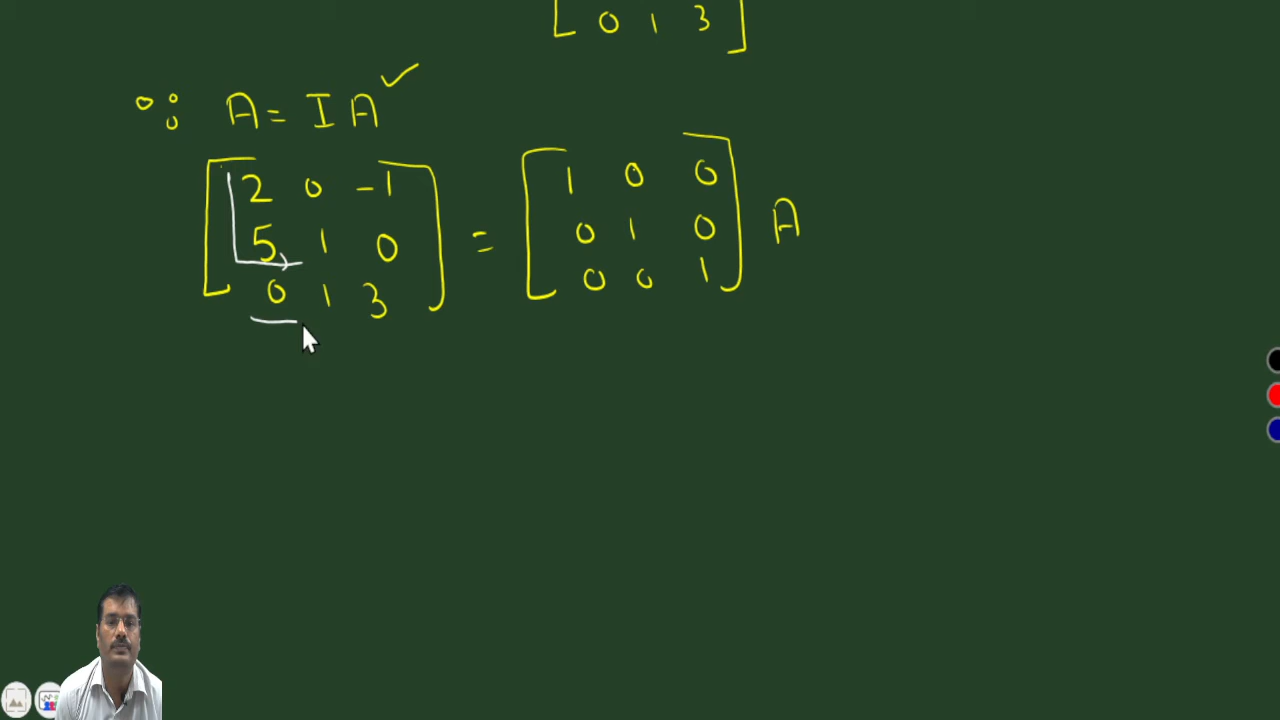 [ 0 1 3 ]
∵ A = I A ✓
[ 2 0 -1 [ 1 0 0
5 1 0 ] = 0 1 0 ] A
0 1 3 0 0 1